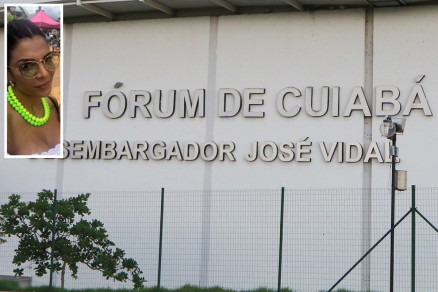 FÓRUM DE CUIABÁ
SEMBARGADOR JOSÉ VIDAL